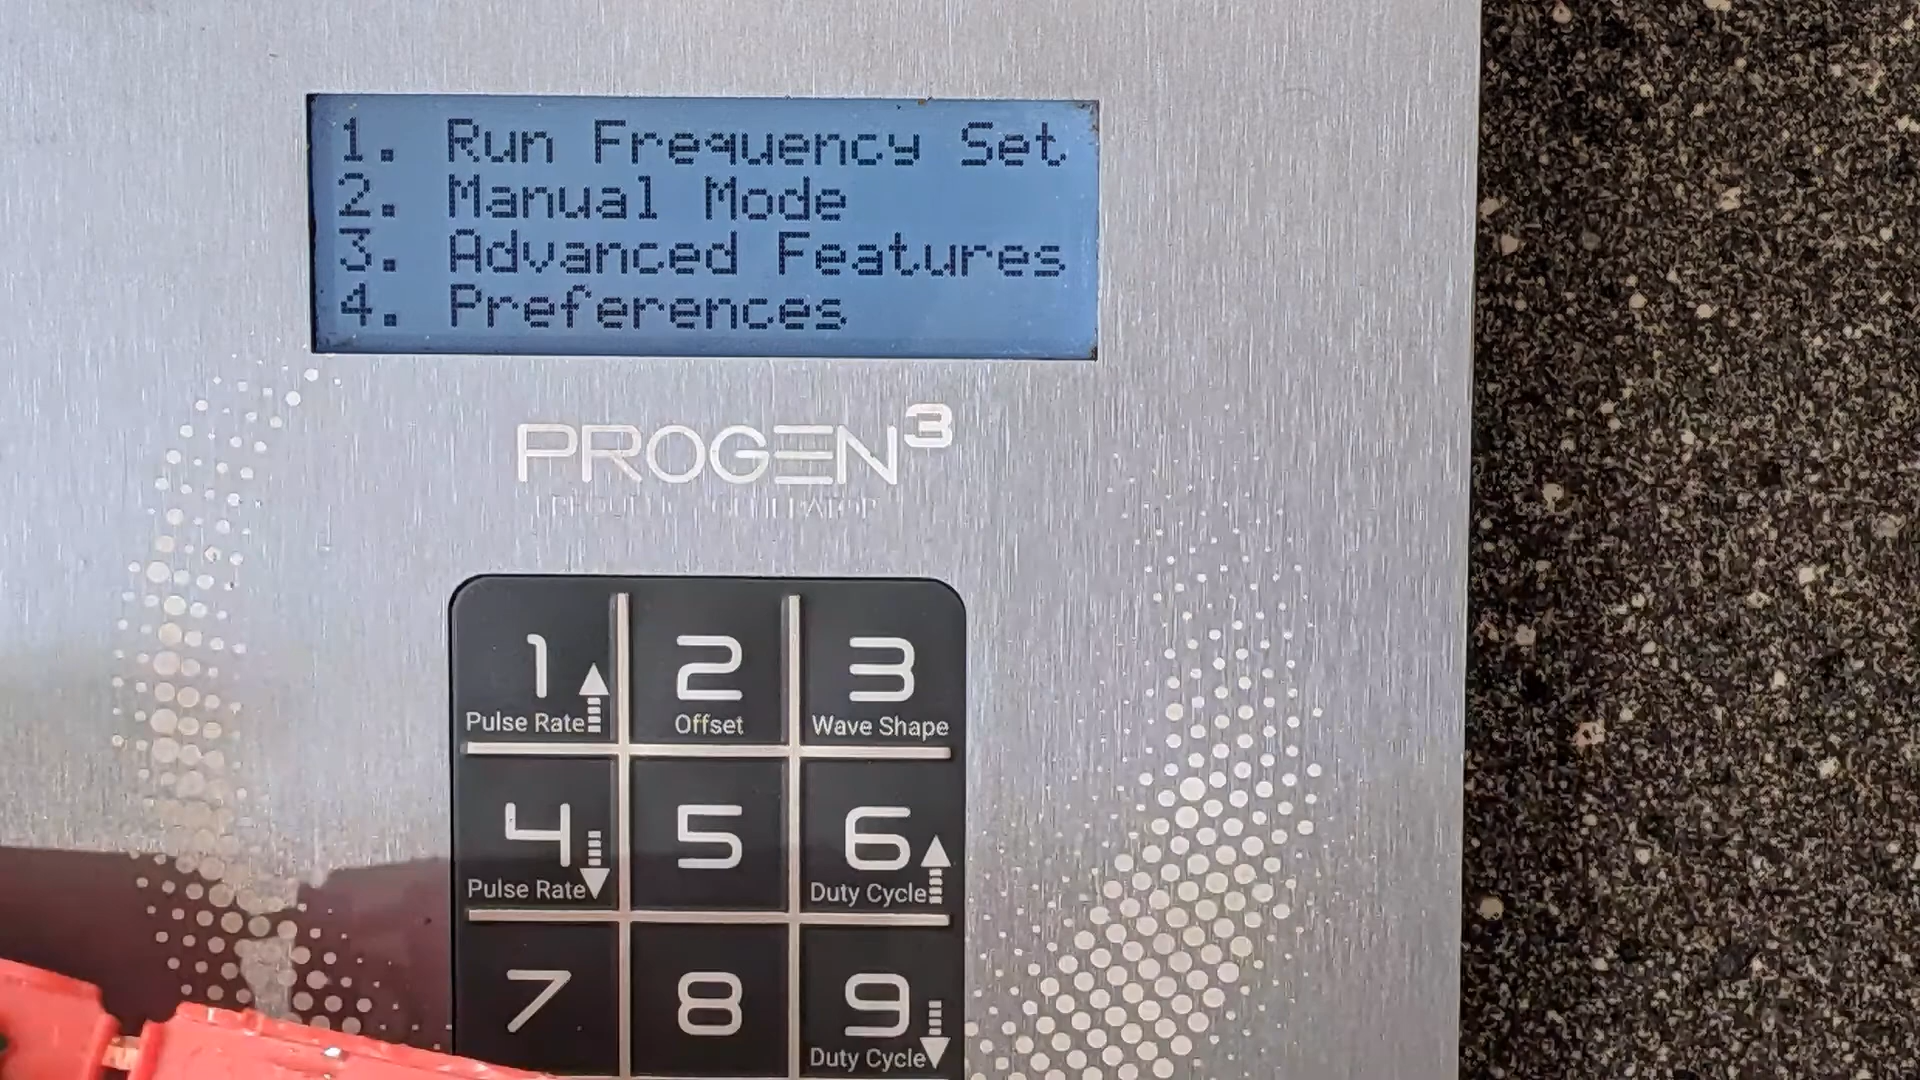 1. Run Frequency Set
2. Manual Mode
3. Advanced Features
4. Preferences
PROGEN³
GENERATOR
1 2 3
Pulse Rate Offset Wave Shape
4 5 6
Pulse Rate Duty Cycle
7 8 9
Duty Cycle